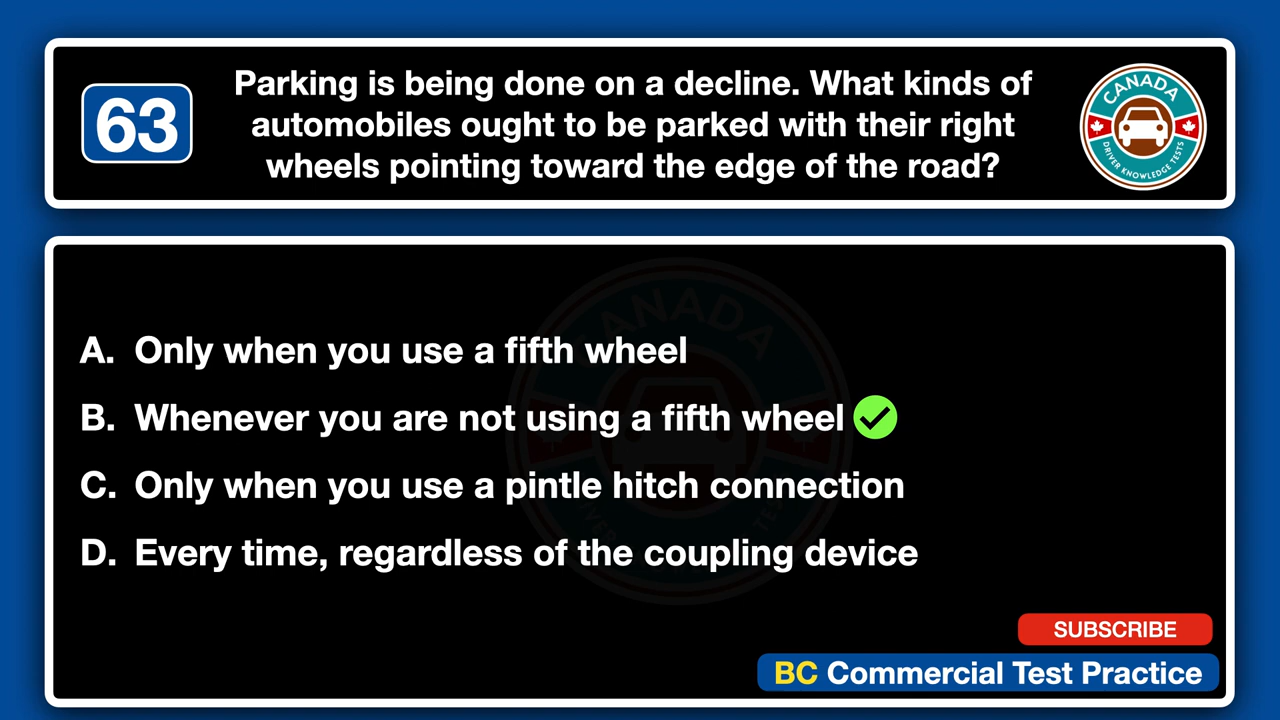 63
Parking is being done on a decline. What kinds of
automobiles ought to be parked with their right
wheels pointing toward the edge of the road?
CANADA
DRIVER KNOWLEDGE TESTS
A. Only when you use a fifth wheel
B. Whenever you are not using a fifth wheel
C. Only when you use a pintle hitch connection
D. Every time, regardless of the coupling device
SUBSCRIBE
BC Commercial Test Practice